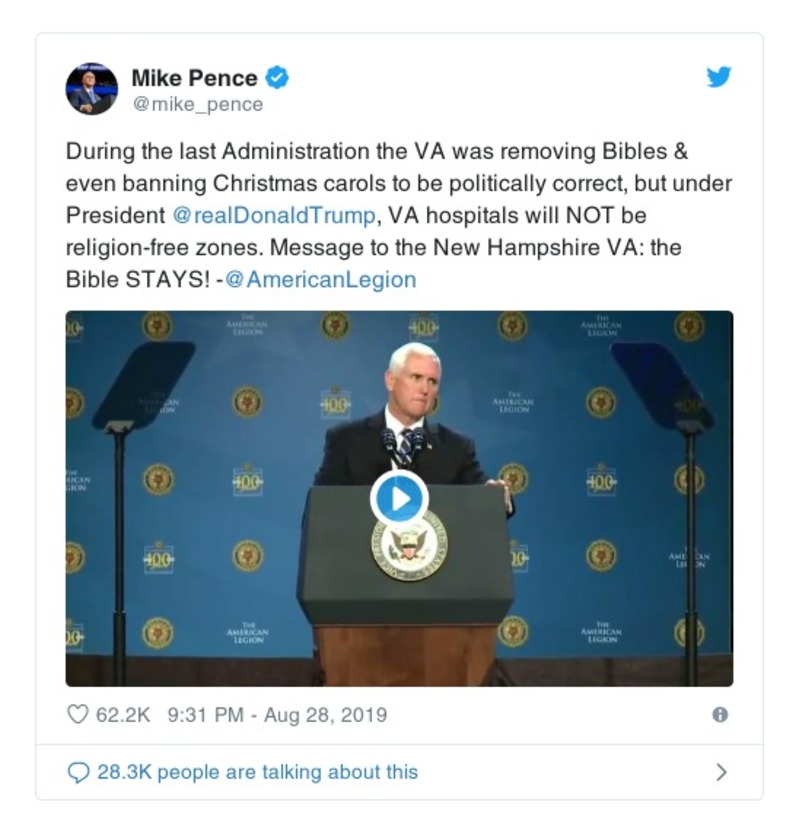 Mike Pence
@mike_pence
During the last Administration the VA was removing Bibles &
even banning Christmas carols to be politically correct, but under
President @realDonaldTrump, VA hospitals will NOT be
religion-free zones. Message to the New Hampshire VA: the
Bible STAYS! -@AmericanLegion
THE
AMERICAN
LEGION
100
THE
AMERICAN
LEGION
100
THE
AMERICAN
LEGION
100
100
100
THE
AMERICAN
LEGION
THE
AMERICAN
LEGION
62.2K 9:31 PM - Aug 28, 2019
28.3K people are talking about this